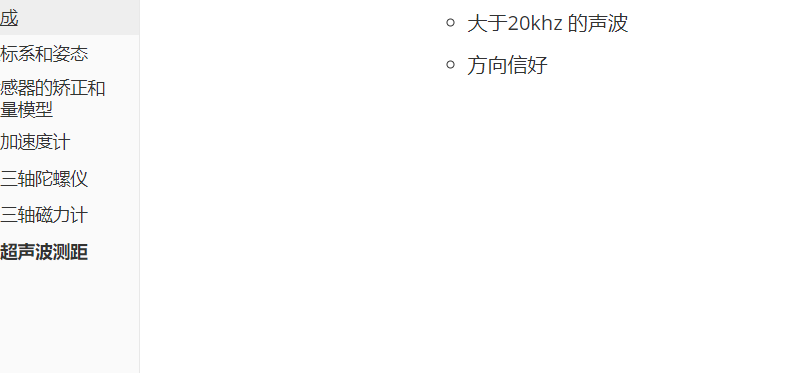 成
标系和姿态
感器的矫正和
量模型
加速度计
三轴陀螺仪
三轴磁力计
超声波测距
大于20khz 的声波
方向信好